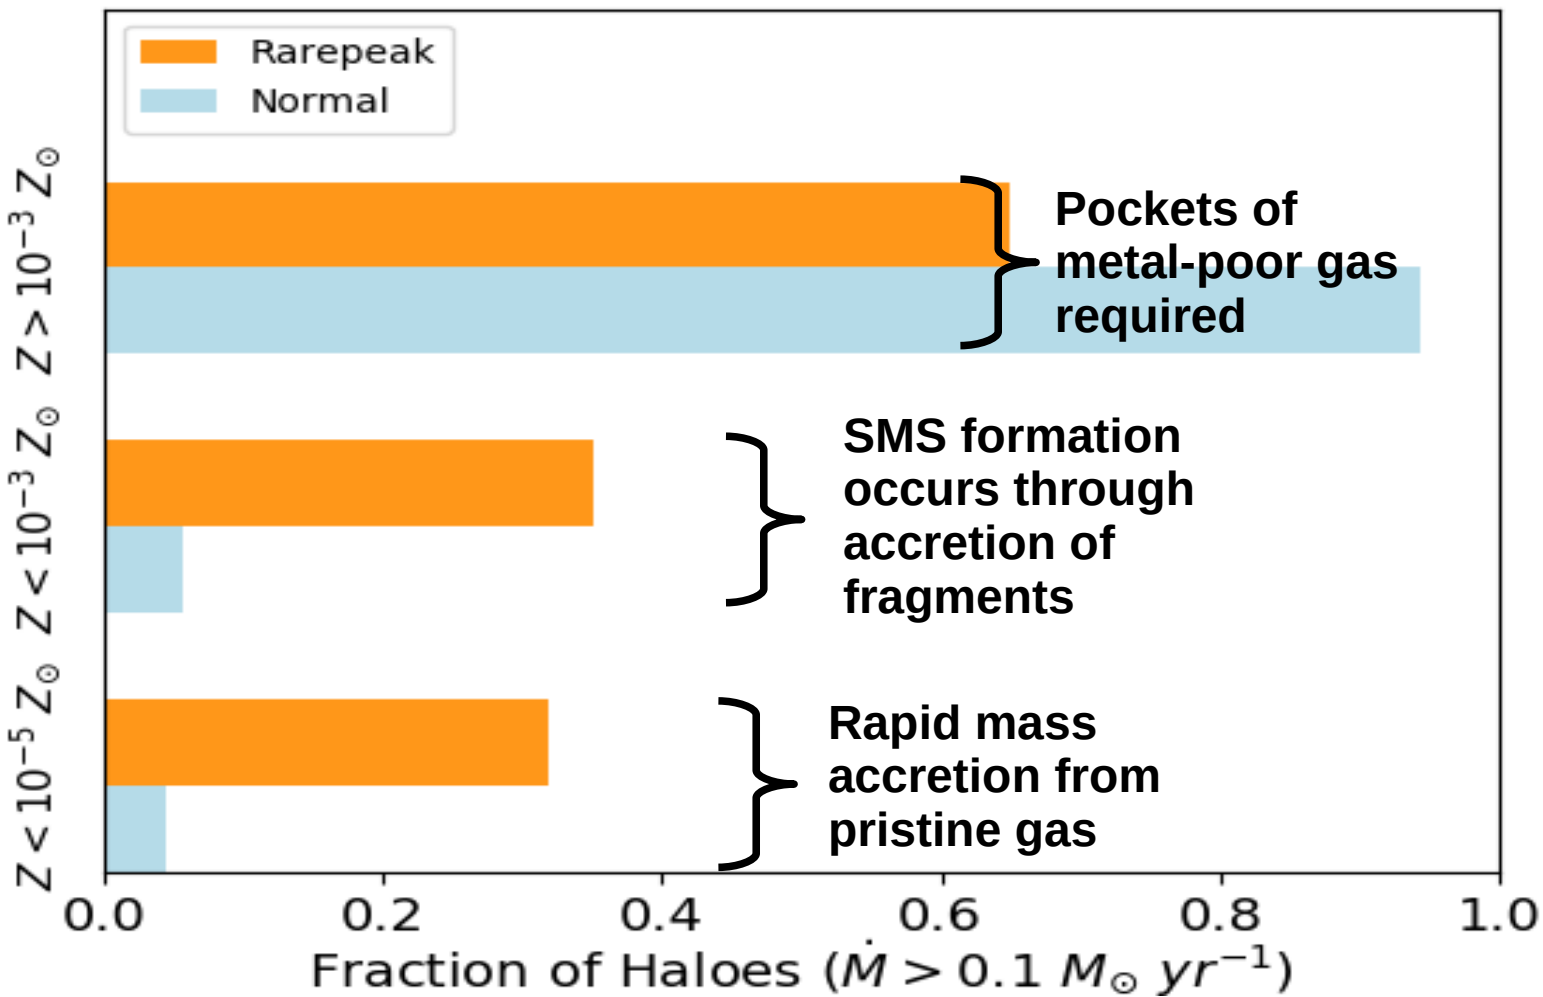 Rarepeak
Normal
Z > 10⁻³ Z⊙
Pockets of
metal-poor gas
required
Z < 10⁻³ Z⊙
SMS formation
occurs through
accretion of
fragments
Z < 10⁻⁵ Z⊙
Rapid mass
accretion from
pristine gas
0.0 0.2 0.4 0.6 0.8 1.0
Fraction of Haloes (Ṁ > 0.1 M⊙ yr⁻¹)